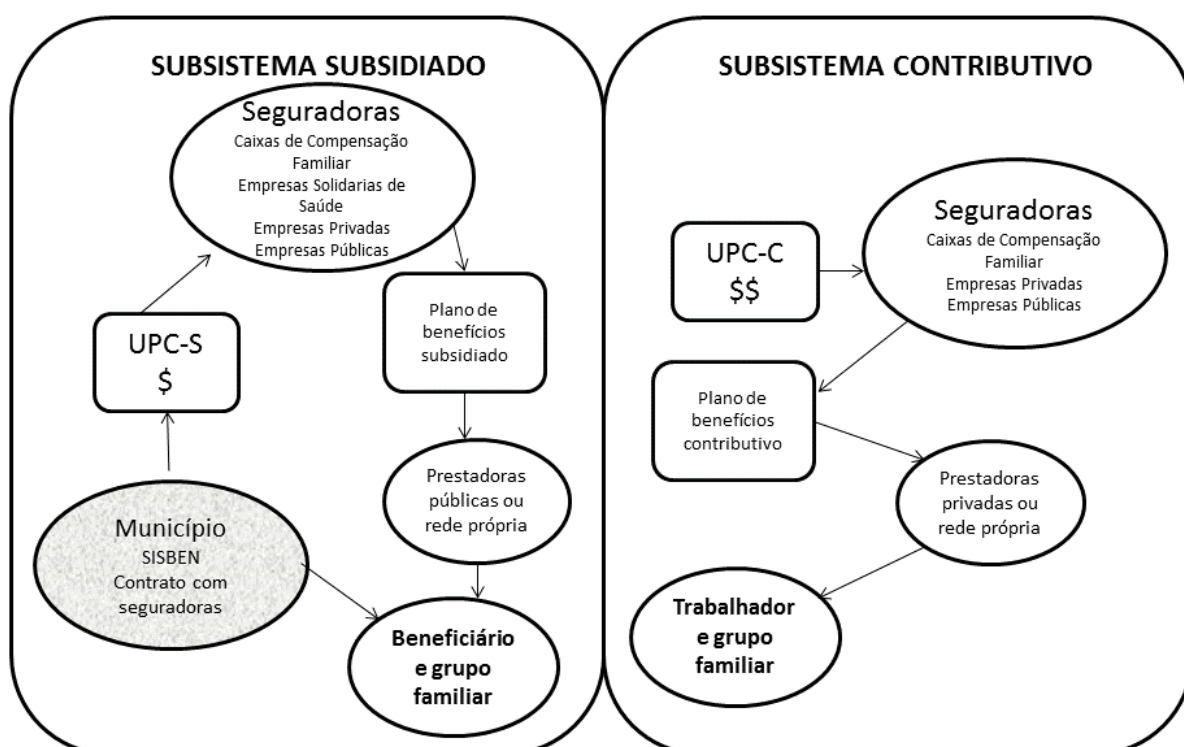 SUBSISTEMA SUBSIDIADO
Seguradoras
Caixas de Compensação
Familiar
Empresas Solidarias de
Saúde
Empresas Privadas
Empresas Públicas
UPC-S
$
Plano de
benefícios
subsidiado
Município
SISBEN
Contrato com
seguradoras
Prestadoras
públicas ou
rede própria
Beneficiário
e grupo
familiar
SUBSISTEMA CONTRIBUTIVO
UPC-C
$$
Seguradoras
Caixas de Compensação
Familiar
Empresas Privadas
Empresas Públicas
Plano de
benefícios
contributivo
Prestadoras
privadas ou
rede própria
Trabalhador
e grupo
familiar